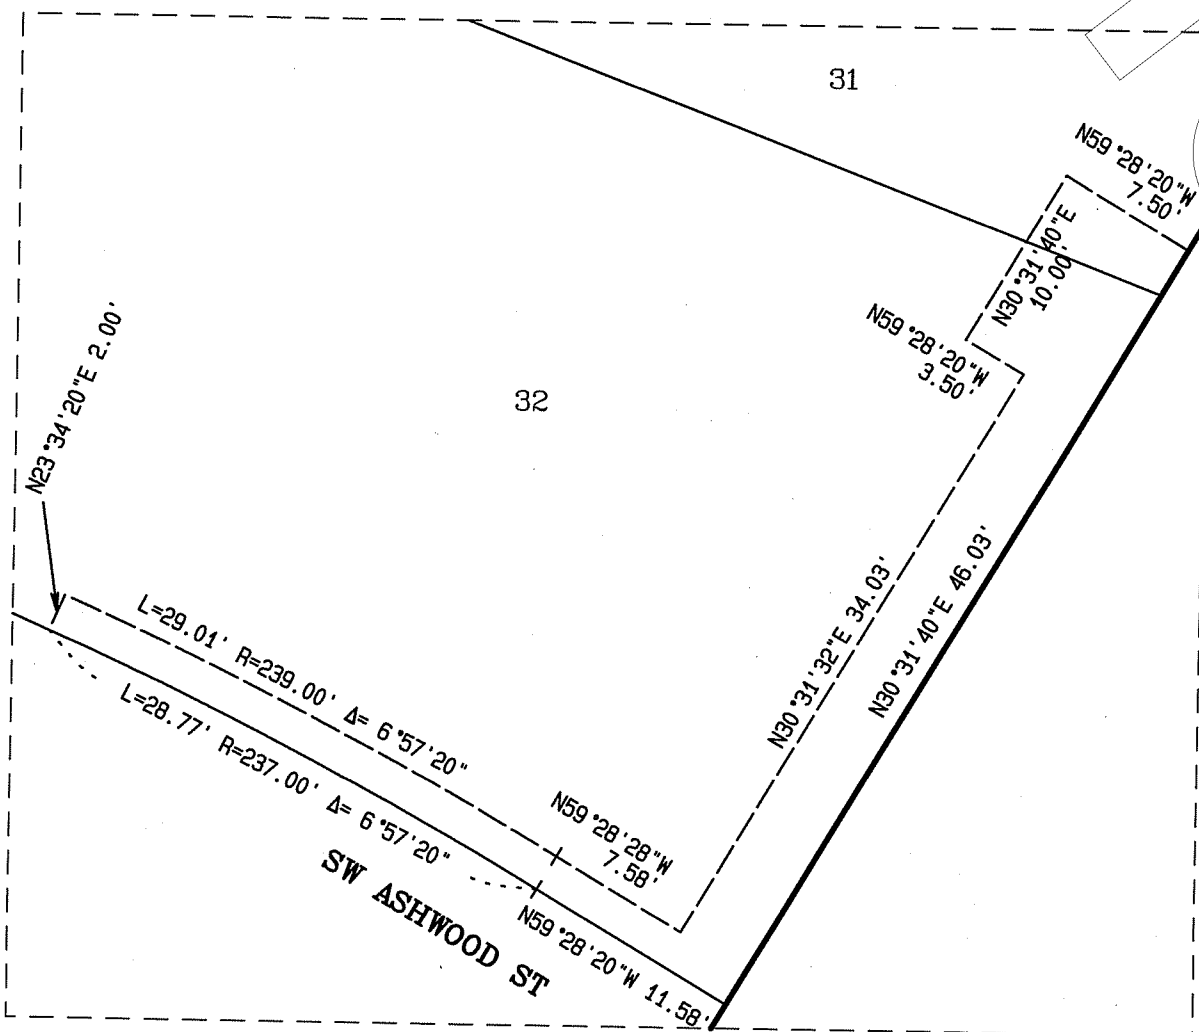 31
N59°28'20"W
7.50'
N30°31'40"E
10.00'
N59°28'20"W
3.50'
32
N23°34'20"E 2.00'
L=29.01' R=239.00' Δ= 6°57'20"
L=28.77' R=237.00' Δ= 6°57'20"
N30°31'32"E 34.03'
N30°31'40"E 46.03'
N59°28'28"W
7.58'
N59°28'20"W 11.58'
SW ASHWOOD ST